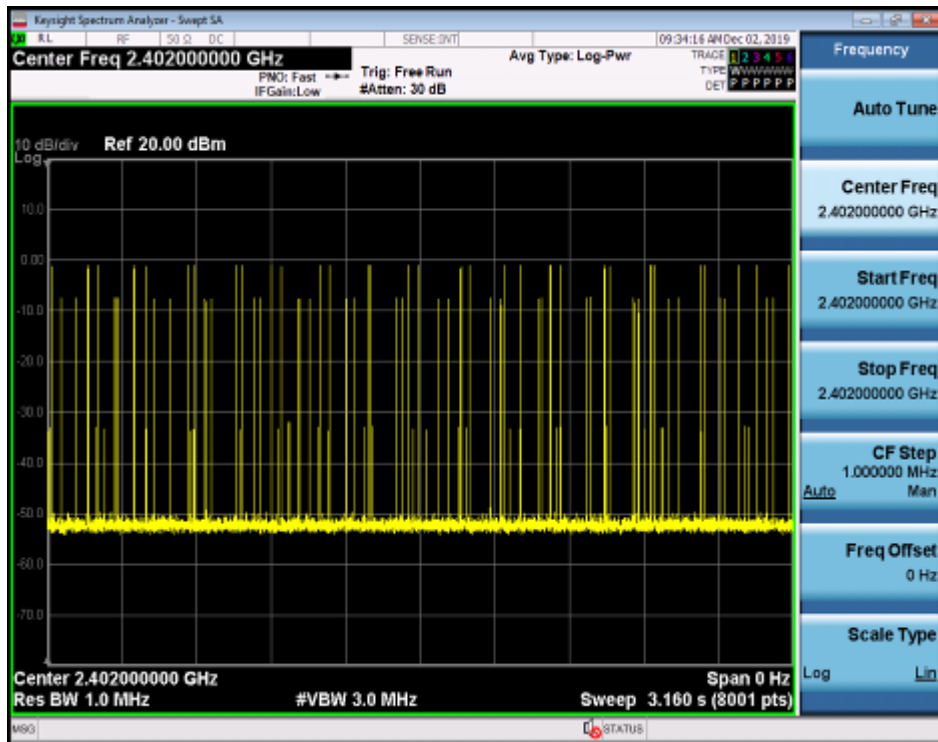 Keysight Spectrum Analyzer - Swept SA
RL RF 50 Ω DC SENSE:INT 09:34:16 AM Dec 02, 2019
Center Freq 2.402000000 GHz
Avg Type: Log-Pwr
TRACE 1 2 3 4 5 6
PNO: Fast
Trig: Free Run
TYPE WWWWWW
IFGain:Low
#Atten: 30 dB
DET P P P P P P
10 dB/div Ref 20.00 dBm
Log
10.0
0.00
-10.0
-20.0
-30.0
-40.0
-50.0
-60.0
-70.0
Center 2.402000000 GHz Span 0 Hz
Res BW 1.0 MHz #VBW 3.0 MHz Sweep 3.160 s (8001 pts)
MSG STATUS
Frequency
Auto Tune
Center Freq
2.402000000 GHz
Start Freq
2.402000000 GHz
Stop Freq
2.402000000 GHz
CF Step
1.000000 MHz
Auto Man
Freq Offset
0 Hz
Scale Type
Log Lin